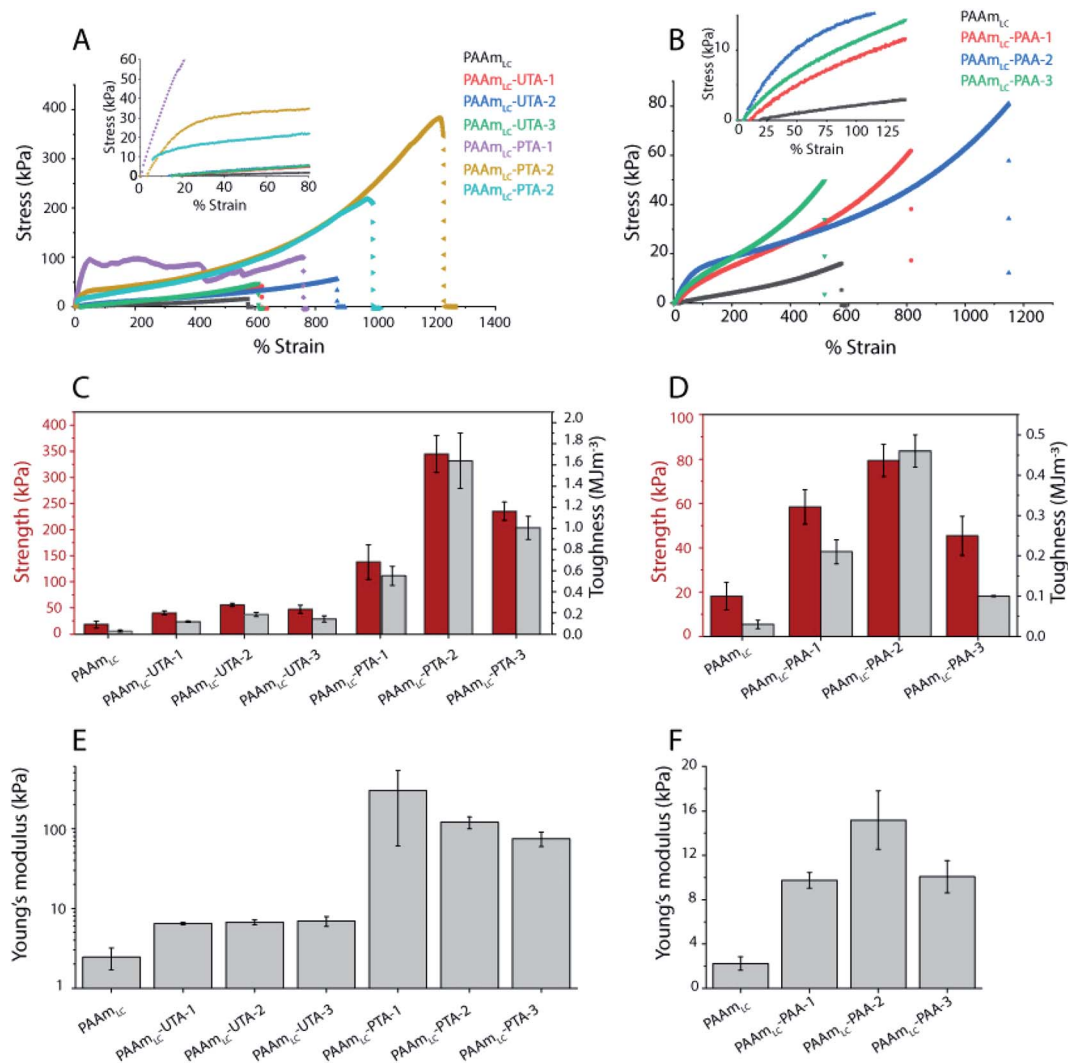 A
PAAmLC
PAAmLC-UTA-1
PAAmLC-UTA-2
PAAmLC-UTA-3
PAAmLC-PTA-1
PAAmLC-PTA-2
PAAmLC-PTA-2
Stress (kPa)
400
300
200
100
0
0 200 400 600 800 1000 1200 1400
% Strain
Stress (kPa)
60
50
40
30
20
10
0
0 20 40 60 80
% Strain
B
PAAmLC
PAAmLC-PAA-1
PAAmLC-PAA-2
PAAmLC-PAA-3
Stress (kPa)
80
60
40
20
0
0 200 400 600 800 1000 1200
% Strain
Stress (kPa)
10
0
0 25 50 75 100 125
% Strain
C
Strength (kPa)
400
350
300
250
200
150
100
50
0
Toughness (MJm-3)
2.0
1.8
1.6
1.4
1.2
1.0
0.8
0.6
0.4
0.2
0.0
PAAmLC
PAAmLC-UTA-1
PAAmLC-UTA-2
PAAmLC-UTA-3
PAAmLC-PTA-1
PAAmLC-PTA-2
PAAmLC-PTA-3
D
Strength (kPa)
100
80
60
40
20
0
Toughness (MJm-3)
0.5
0.4
0.3
0.2
0.1
0.0
PAAmLC
PAAmLC-PAA-1
PAAmLC-PAA-2
PAAmLC-PAA-3
E
Young's modulus (kPa)
100
10
1
PAAmLC
PAAmLC-UTA-1
PAAmLC-UTA-2
PAAmLC-UTA-3
PAAmLC-PTA-1
PAAmLC-PTA-2
PAAmLC-PTA-3
F
Young's modulus (kPa)
20
16
12
8
4
0
PAAmLC
PAAmLC-PAA-1
PAAmLC-PAA-2
PAAmLC-PAA-3